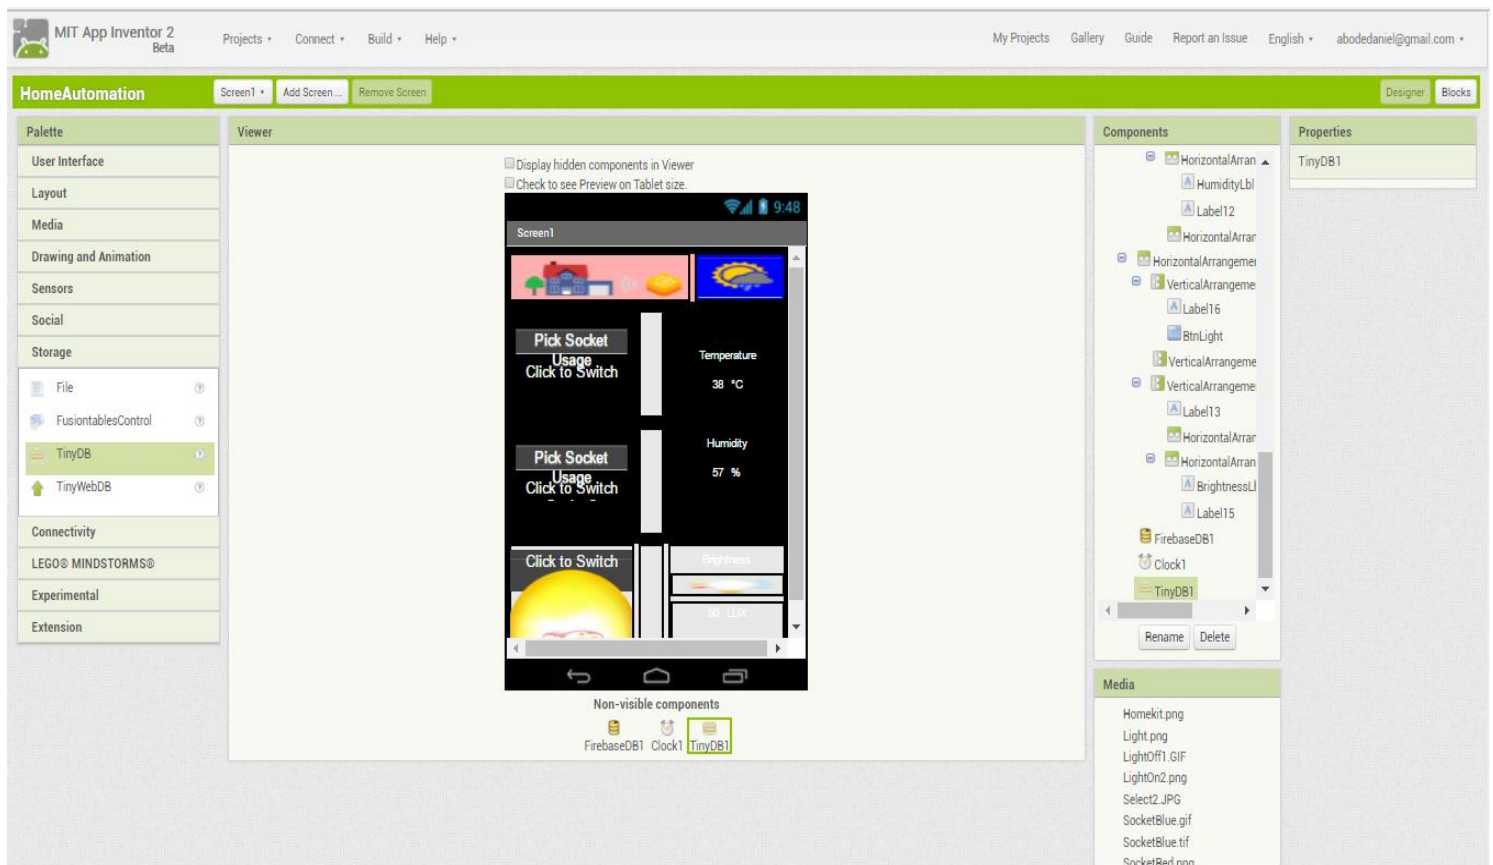 MIT App Inventor 2
Beta
Projects
Connect
Build
Help
My Projects
Gallery
Guide
Report an Issue
English
abodedaniel@gmail.com
HomeAutomation
Screen1
Add Screen ...
Remove Screen
Designer
Blocks
Palette
User Interface
Layout
Media
Drawing and Animation
Sensors
Social
Storage
File
FusiontablesControl
TinyDB
TinyWebDB
Connectivity
LEGO® MINDSTORMS®
Experimental
Extension
Viewer
Display hidden components in Viewer
Check to see Preview on Tablet size.
9:48
Screen1
Pick Socket
Usage
Click to Switch
Temperature
38 °C
Pick Socket
Usage
Click to Switch
Humidity
57 %
Click to Switch
Brightness
50 LUX
Non-visible components
FirebaseDB1
Clock1
TinyDB1
Components
HorizontalArran
HumidityLbl
Label12
HorizontalArran
HorizontalArrangemei
VerticalArrangeme
Label16
BtnLight
VerticalArrangeme
VerticalArrangeme
Label13
HorizontalArran
HorizontalArran
BrightnessLl
Label15
FirebaseDB1
Clock1
TinyDB1
Rename
Delete
Media
Homekit.png
Light.png
LightOff1.GIF
LightOn2.png
Select2.JPG
SocketBlue.gif
SocketBlue.tif
SocketRed.png
Properties
TinyDB1